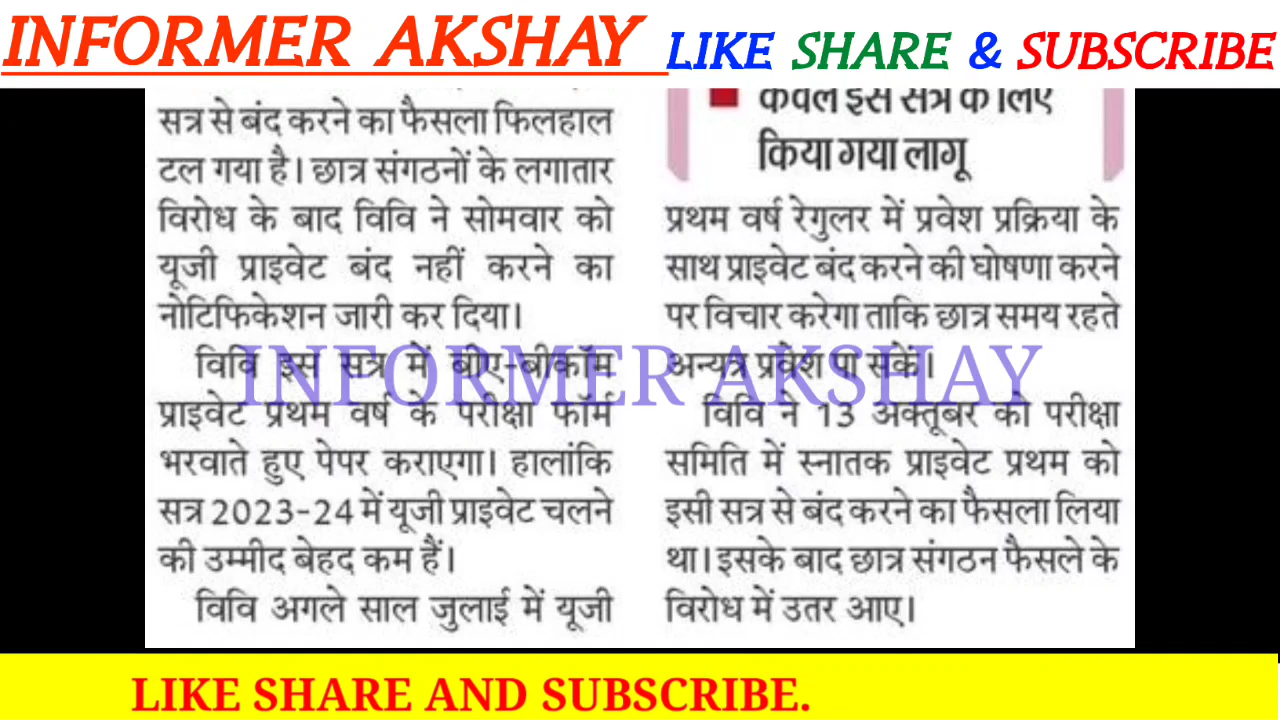 INFORMER AKSHAY LIKE SHARE & SUBSCRIBE
सत्र से बंद करने का फैसला फिलहाल
टल गया है। छात्र संगठनों के लगातार
विरोध के बाद विवि ने सोमवार को
यूजी प्राइवेट बंद नहीं करने का
नोटिफिकेशन जारी कर दिया।
विवि इस सत्र में बीए-बीकॉम
प्राइवेट प्रथम वर्ष के परीक्षा फॉर्म
भरवाते हुए पेपर कराएगा। हालांकि
सत्र 2023-24 में यूजी प्राइवेट चलने
की उम्मीद बेहद कम हैं।
विवि अगले साल जुलाई में यूजी
केवल इस सत्र के लिए
किया गया लागू
प्रथम वर्ष रेगुलर में प्रवेश प्रक्रिया के
साथ प्राइवेट बंद करने की घोषणा करने
पर विचार करेगा ताकि छात्र समय रहते
अन्यत्र प्रवेश पा सकें।
विवि ने 13 अक्तूबर को परीक्षा
समिति में स्नातक प्राइवेट प्रथम को
इसी सत्र से बंद करने का फैसला लिया
था। इसके बाद छात्र संगठन फैसले के
विरोध में उतर आए।
INFORMER AKSHAY
LIKE SHARE AND SUBSCRIBE.